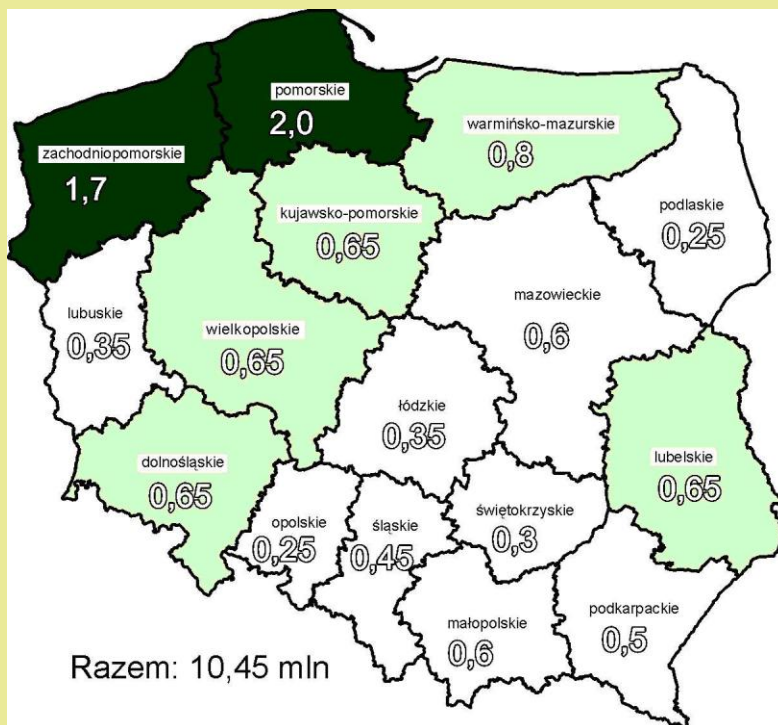 pomorskie
2,0
warmińsko-mazurskie
0,8
zachodniopomorskie
1,7
kujawsko-pomorskie
0,65
podlaskie
0,25
mazowieckie
0,6
lubuskie
0,35
wielkopolskie
0,65
łódzkie
0,35
dolnośląskie
0,65
lubelskie
0,65
opolskie
0,25
śląskie
0,45
świętokrzyskie
0,3
małopolskie
0,6
podkarpackie
0,5
Razem: 10,45 mln